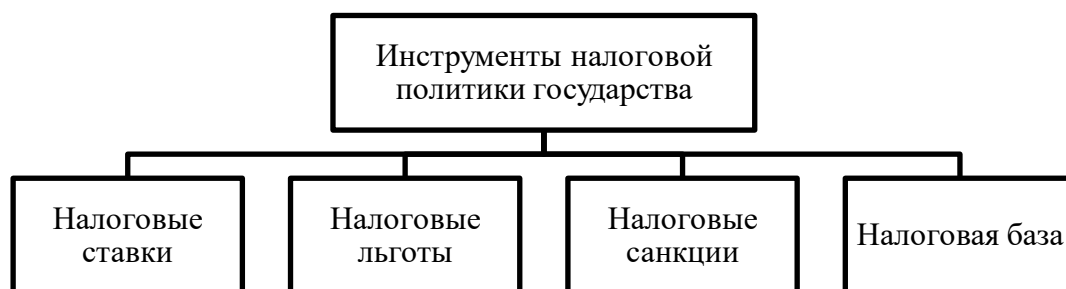 Инструменты налоговой
политики государства
Налоговые
ставки
Налоговые
льготы
Налоговые
санкции
Налоговая база